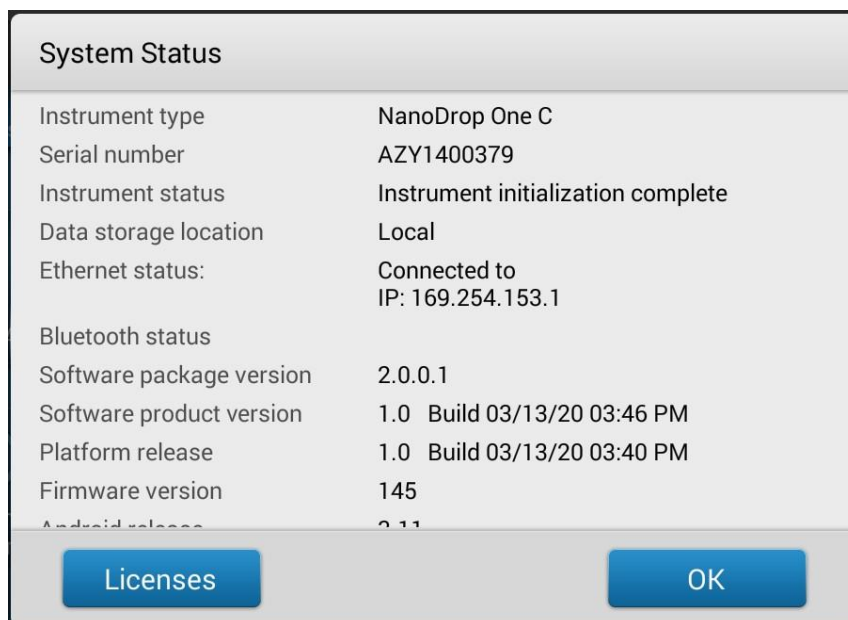 System Status
Instrument type NanoDrop One C
Serial number AZY1400379
Instrument status Instrument initialization complete
Data storage location Local
Ethernet status: Connected to
IP: 169.254.153.1
Bluetooth status
Software package version 2.0.0.1
Software product version 1.0 Build 03/13/20 03:46 PM
Platform release 1.0 Build 03/13/20 03:40 PM
Firmware version 145
Android release
Licenses OK